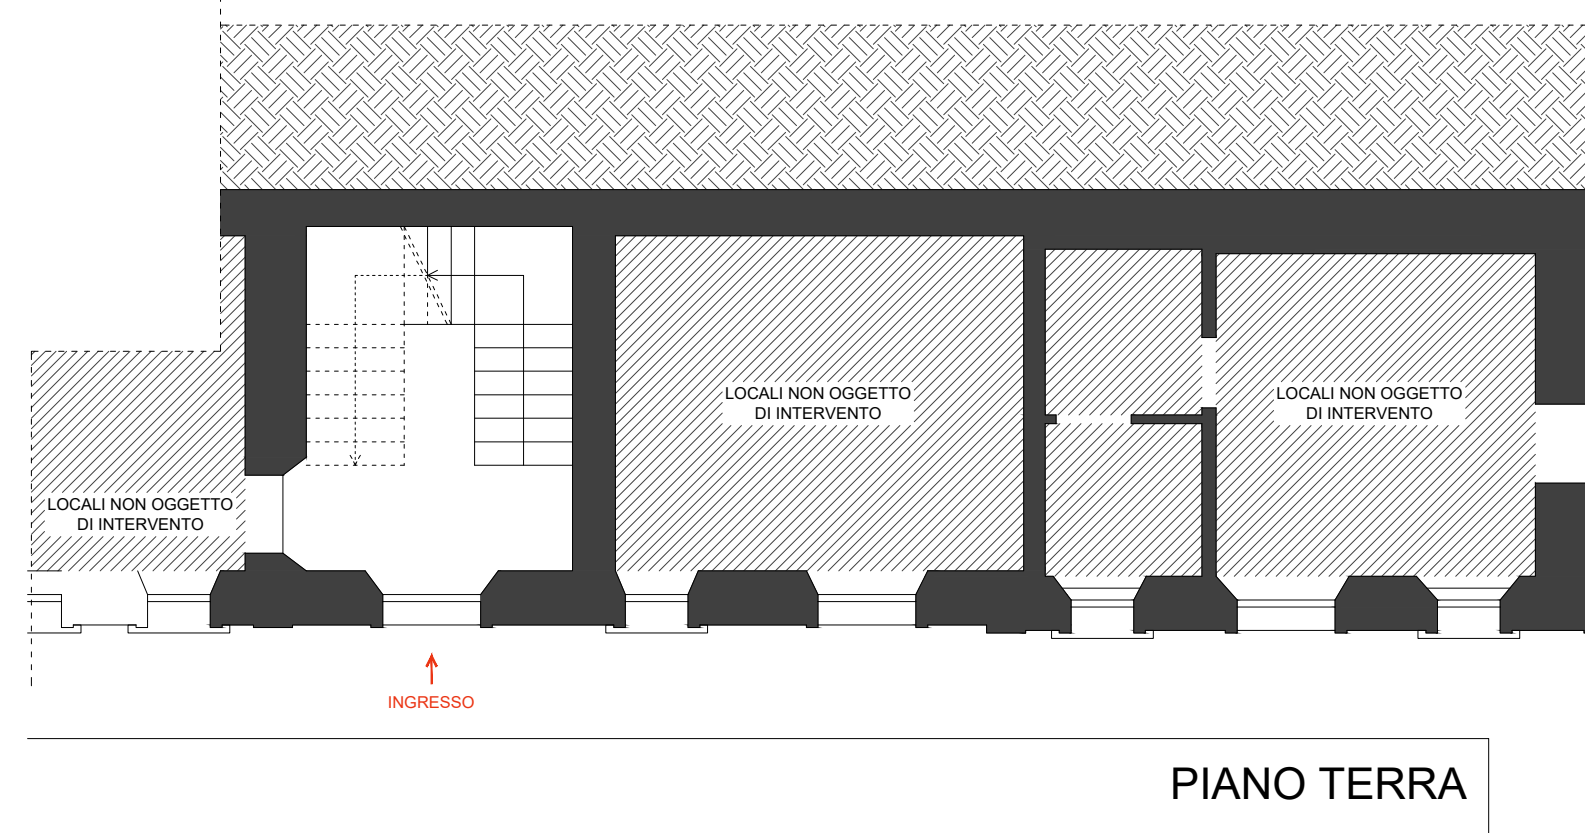 LOCALI NON OGGETTO
DI INTERVENTO
LOCALI NON OGGETTO
DI INTERVENTO
LOCALI NON OGGETTO
DI INTERVENTO
INGRESSO
PIANO TERRA